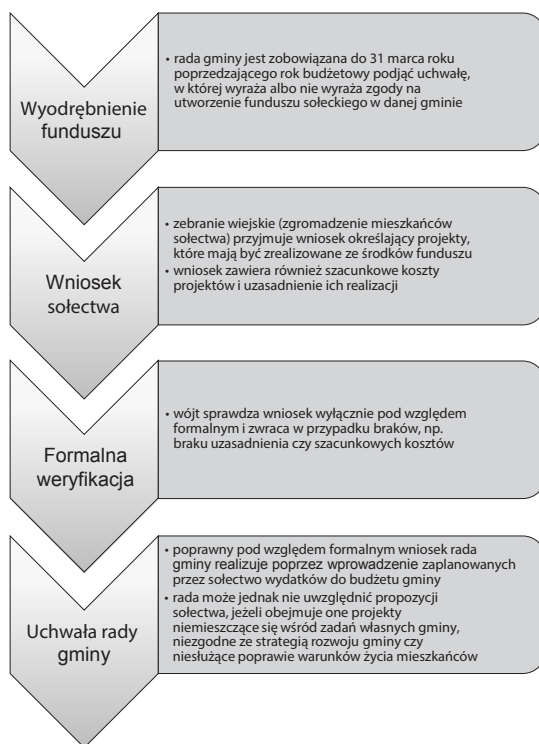 Wyodrębnienie
funduszu
• rada gminy jest zobowiązana do 31 marca roku
poprzedzającego rok budżetowy podjąć uchwałę,
w której wyraża albo nie wyraża zgody na
utworzenie funduszu sołeckiego w danej gminie
Wniosek
sołectwa
• zebranie wiejskie (zgromadzenie mieszkańców
sołectwa) przyjmuje wniosek określający projekty,
które mają być zrealizowane ze środków funduszu
• wniosek zawiera również szacunkowe koszty
projektów i uzasadnienie ich realizacji
Formalna
weryfikacja
• wójt sprawdza wniosek wyłącznie pod względem
formalnym i zwraca w przypadku braków, np.
braku uzasadnienia czy szacunkowych kosztów
Uchwała rady
gminy
• poprawny pod względem formalnym wniosek rada
gminy realizuje poprzez wprowadzenie zaplanowanych
przez sołectwo wydatków do budżetu gminy
• rada może jednak nie uwzględnić propozycji
sołectwa, jeżeli obejmuje one projekty
niemieszczące się wśród zadań własnych gminy,
niezgodne ze strategią rozwoju gminy czy
niesłużące poprawie warunków życia mieszkańców